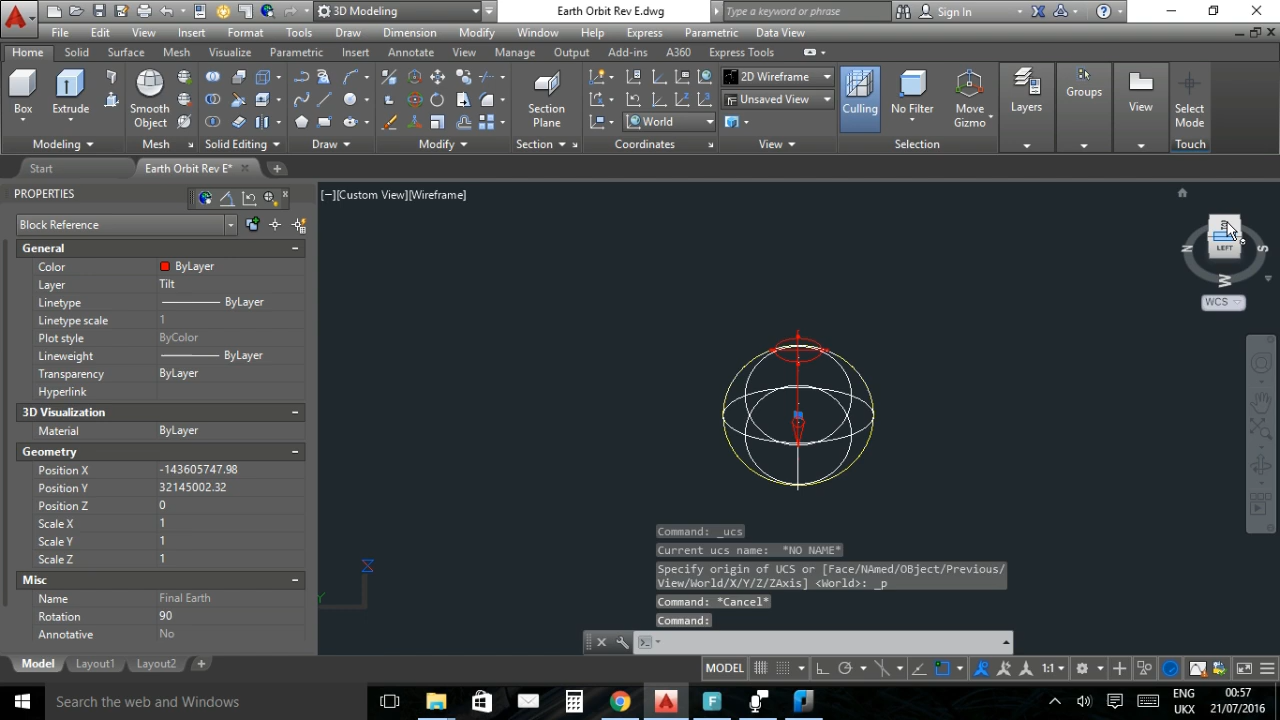 3D Modeling
Earth Orbit Rev E.dwg
Type a keyword or phrase
Sign In
File Edit View Insert Format Tools Draw Dimension Modify Window Help Express Parametric Data View
Home Solid Surface Mesh Visualize Parametric Insert Annotate View Manage Output Add-ins A360 Express Tools
Box
Extrude
Smooth
Object
Section
Plane
World
2D Wireframe
Unsaved View
Culling
No Filter
Move
Gizmo
Layers
Groups
View
Select
Mode
Modeling Mesh Solid Editing Draw Modify Section Coordinates View Selection Touch
Start
Earth Orbit Rev E*
PROPERTIES
Block Reference
General
Color ByLayer
Layer Tilt
Linetype ByLayer
Linetype scale 1
Plot style ByColor
Lineweight ByLayer
Transparency ByLayer
Hyperlink
3D Visualization
Material ByLayer
Geometry
Position X -143605747.98
Position Y 32145002.32
Position Z 0
Scale X 1
Scale Y 1
Scale Z 1
Misc
Name Final Earth
Rotation 90
Annotative No
[−][Custom View][Wireframe]
N
S
LEFT
W
WCS
Y
Command: _ucs
Current ucs name: *NO NAME*
Specify origin of UCS or [Face/NAmed/OBject/Previous/
View/World/X/Y/Z/ZAxis] <World>: _p
Command: *Cancel*
Command:
Model Layout1 Layout2
MODEL
1:1
Search the web and Windows
ENG
UKX
00:57
21/07/2016